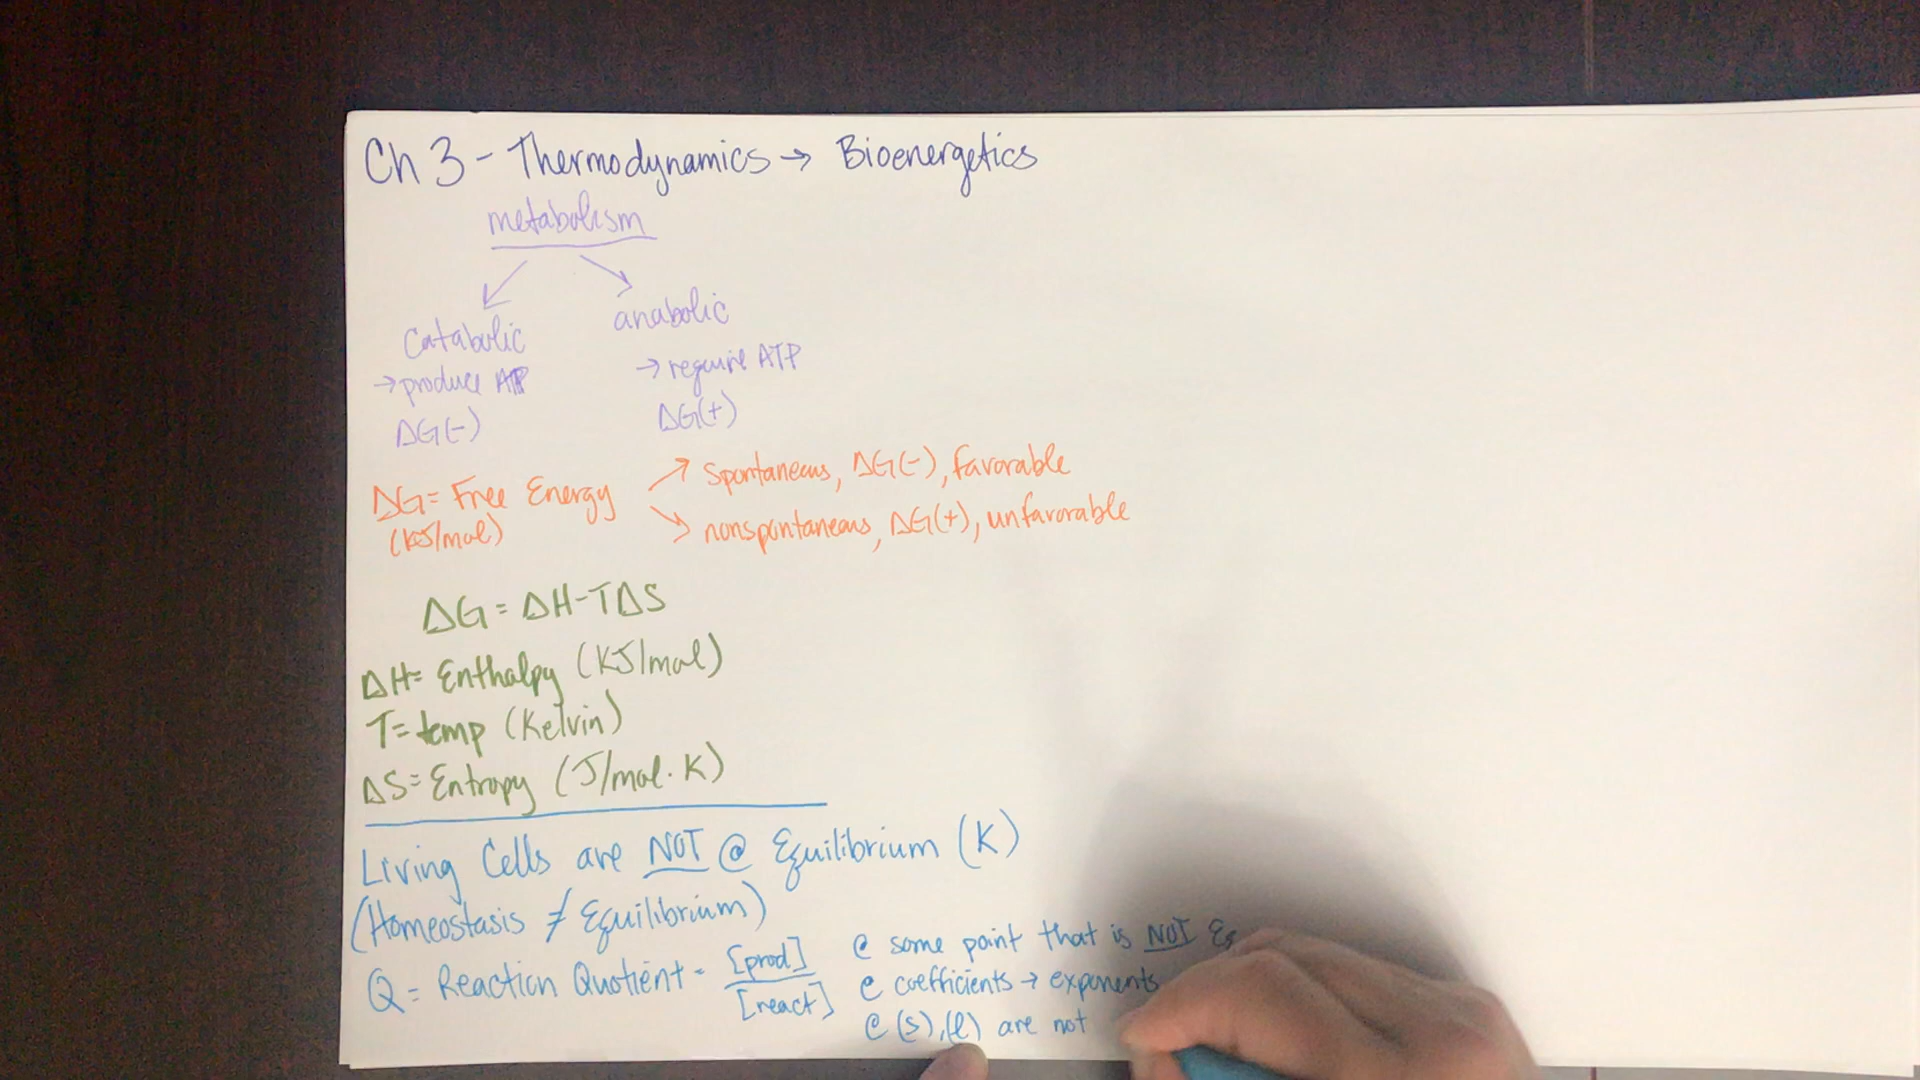 Ch 3 - Thermodynamics → Bioenergetics
metabolism
Catabolic
→ produce ATP
ΔG(-)
anabolic
→ require ATP
ΔG(+)
ΔG = Free Energy
(KJ/mol)
→ Spontaneous, ΔG(-), favorable
→ nonspontaneous, ΔG(+), unfavorable
ΔG = ΔH-TΔS
ΔH= Enthalpy (KJ/mol)
T= temp (Kelvin)
ΔS= Entropy (J/mol·K)
Living Cells are NOT @ Equilibrium (K)
(Homeostasis ≠ Equilibrium)
Q = Reaction Quotient = [prod] / [react]
@ some point that is NOT
@ coefficients → exponents
@ (s), (l) are not